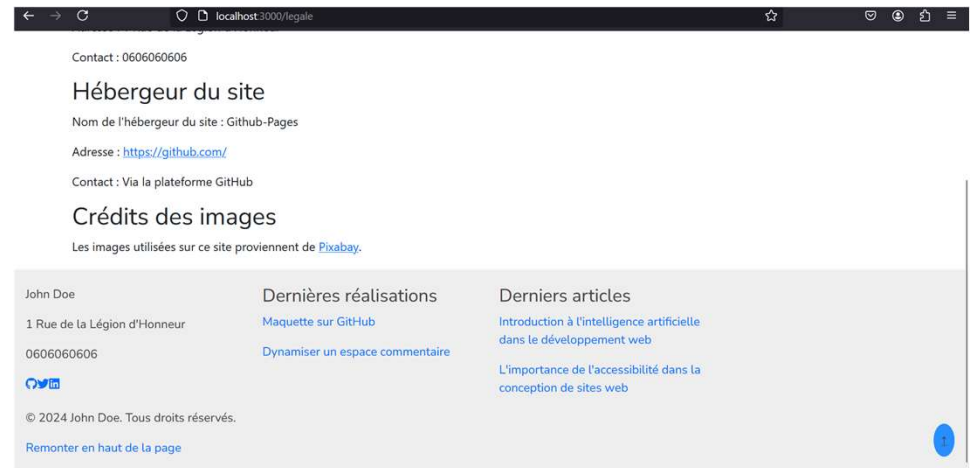 localhost:3000/legale
Contact : 0606060606
Hébergeur du site
Nom de l'hébergeur du site : Github-Pages
Adresse : https://github.com/
Contact : Via la plateforme GitHub
Crédits des images
Les images utilisées sur ce site proviennent de Pixabay.
John Doe
1 Rue de la Légion d'Honneur
0606060606
© 2024 John Doe. Tous droits réservés.
Remonter en haut de la page
Dernières réalisations
Maquette sur GitHub
Dynamiser un espace commentaire
Derniers articles
Introduction à l'intelligence artificielle
dans le développement web
L'importance de l'accessibilité dans la
conception de sites web
↑